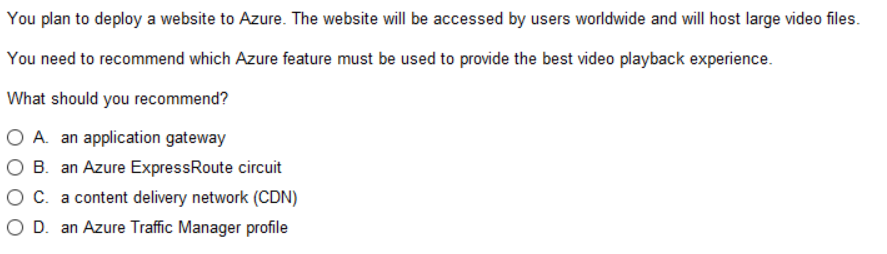 You plan to deploy a website to Azure. The website will be accessed by users worldwide and will host large video files.
You need to recommend which Azure feature must be used to provide the best video playback experience.
What should you recommend?
A. an application gateway
B. an Azure ExpressRoute circuit
C. a content delivery network (CDN)
D. an Azure Traffic Manager profile